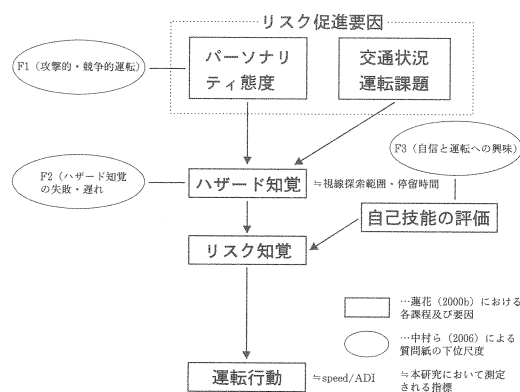 リスク促進要因
F1（攻撃的・競争的運転）
パーソナリ
ティ態度
交通状況
運転課題
F3（自信と運転への興味）
F2（ハザード知覚
の失敗・遅れ
ハザード知覚
≒視線探索範囲・停留時間
自己技能の評価
リスク知覚
…蓮花（2000b）における
各課程及び要因
…中村ら（2006）による
質問紙の下位尺度
運転行動
≒speed/ADI
≒本研究において測定
される指標